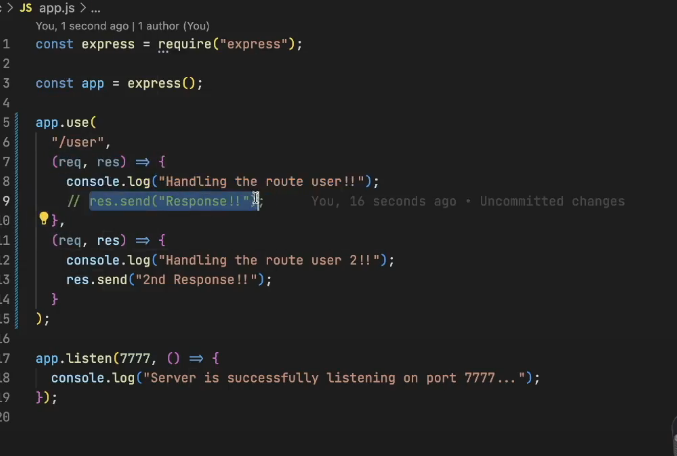 JS app.js > ...
You, 1 second ago | 1 author (You)
1 const express = require("express");
2
3 const app = express();
4
5 app.use(
6 "/user",
7 (req, res) => {
8 console.log("Handling the route user!!");
9 // res.send("Response!!"); You, 16 seconds ago • Uncommitted changes
10 },
11 (req, res) => {
12 console.log("Handling the route user 2!!");
13 res.send("2nd Response!!");
14 }
15 );
16
17 app.listen(7777, () => {
18 console.log("Server is successfully listening on port 7777...");
19 });
20